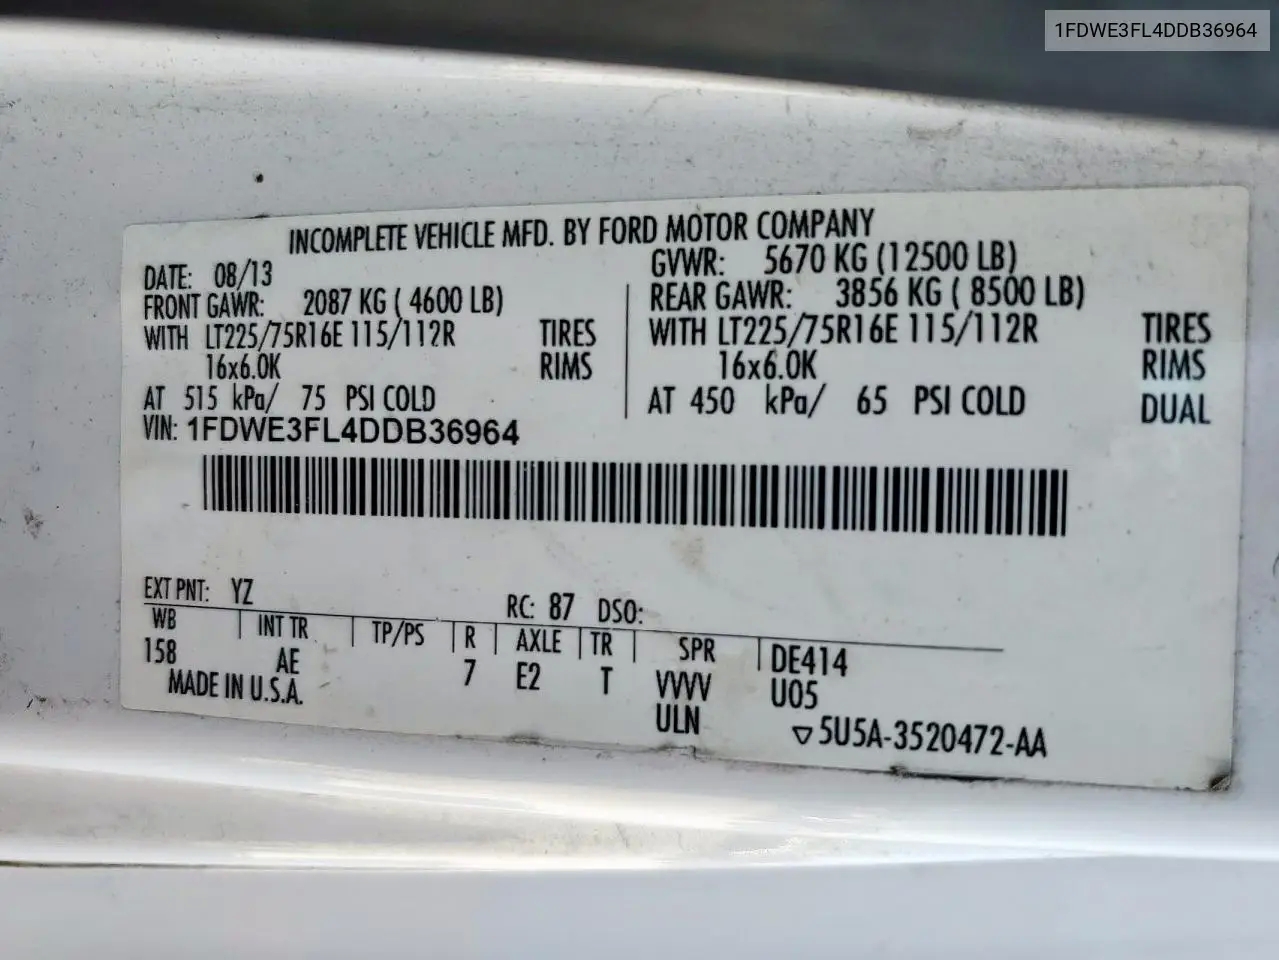 1FDWE3FL4DDB36964
INCOMPLETE VEHICLE MFD. BY FORD MOTOR COMPANY
DATE: 08/13
GVWR: 5670 KG (12500 LB)
FRONT GAWR: 2087 KG ( 4600 LB)
REAR GAWR: 3856 KG ( 8500 LB)
WITH LT225/75R16E 115/112R TIRES
WITH LT225/75R16E 115/112R TIRES
16x6.0K RIMS
16x6.0K RIMS
AT 515 kPa/ 75 PSI COLD
AT 450 kPa/ 65 PSI COLD DUAL
VIN: 1FDWE3FL4DDB36964
EXT PNT: YZ RC: 87 DSO:
WB INT TR TP/PS R AXLE TR SPR
158 AE 7 E2 T VVVV DE414
MADE IN U.S.A. ULN U05
▽5U5A-3520472-AA